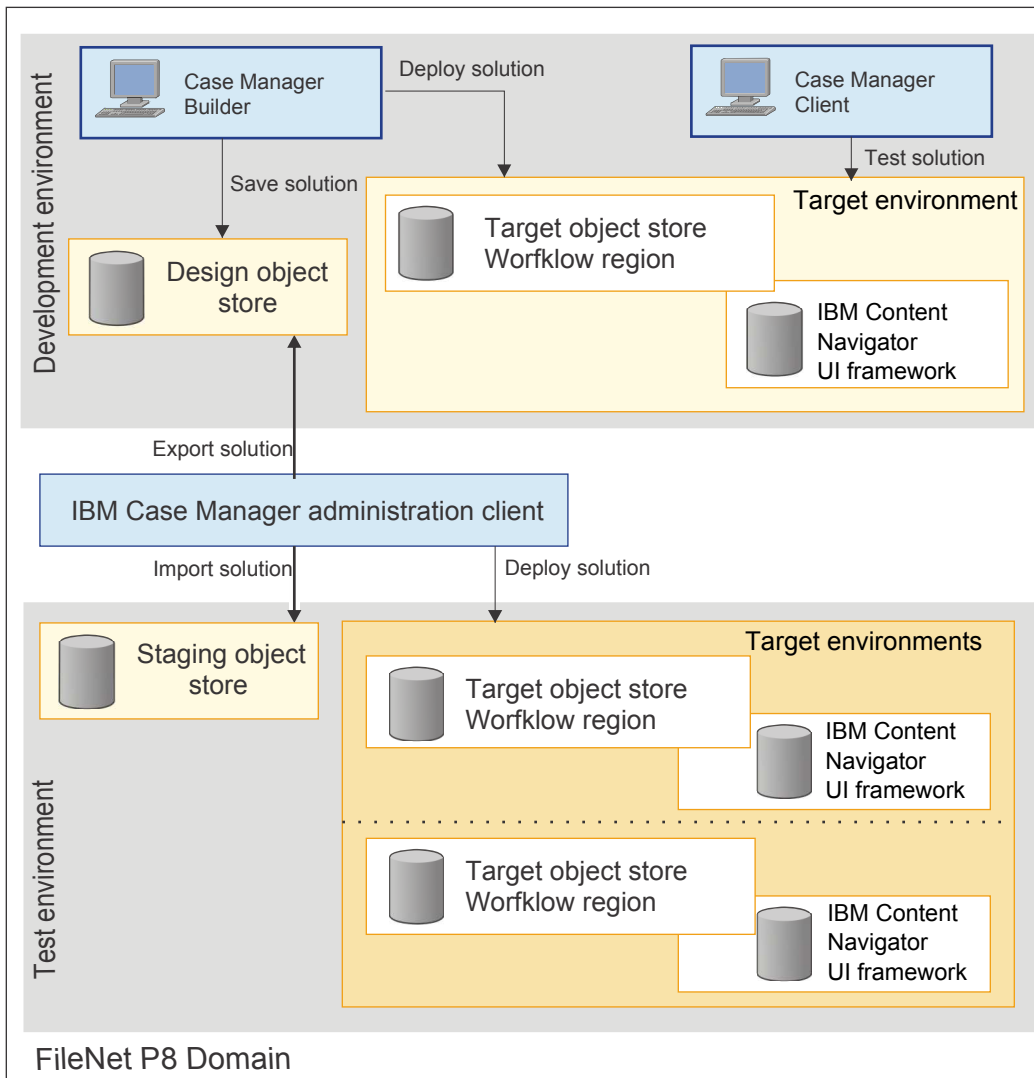 Development environment
Case Manager
Builder
Deploy solution
Case Manager
Client
Save solution
Test solution
Target environment
Target object store
Worfklow region
Design object
store
IBM Content
Navigator
UI framework
Export solution
IBM Case Manager administration client
Import solution
Deploy solution
Test environment
Staging object
store
Target environments
Target object store
Worfklow region
IBM Content
Navigator
UI framework
Target object store
Worfklow region
IBM Content
Navigator
UI framework
FileNet P8 Domain